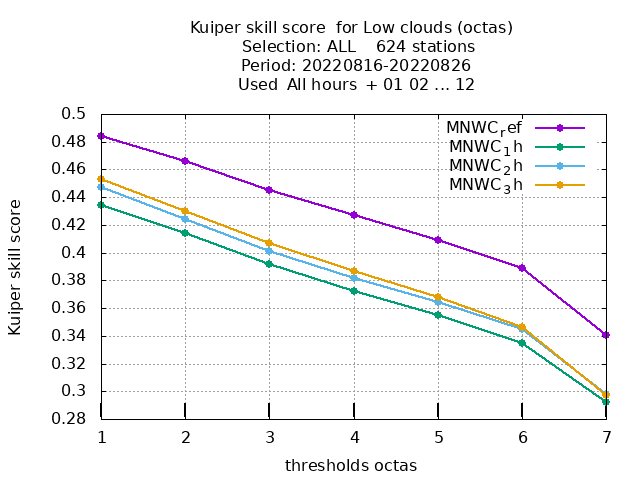 Kuiper skill score  for Low clouds (octas)
Selection: ALL    624 stations
Period: 20220816-20220826
Used  All hours  + 01 02 ... 12
Kuiper skill score
0.5
0.48
0.46
0.44
0.42
0.4
0.38
0.36
0.34
0.32
0.3
0.28
MNWC_ref
MNWC_1h
MNWC_2h
MNWC_3h
1 2 3 4 5 6 7
thresholds octas